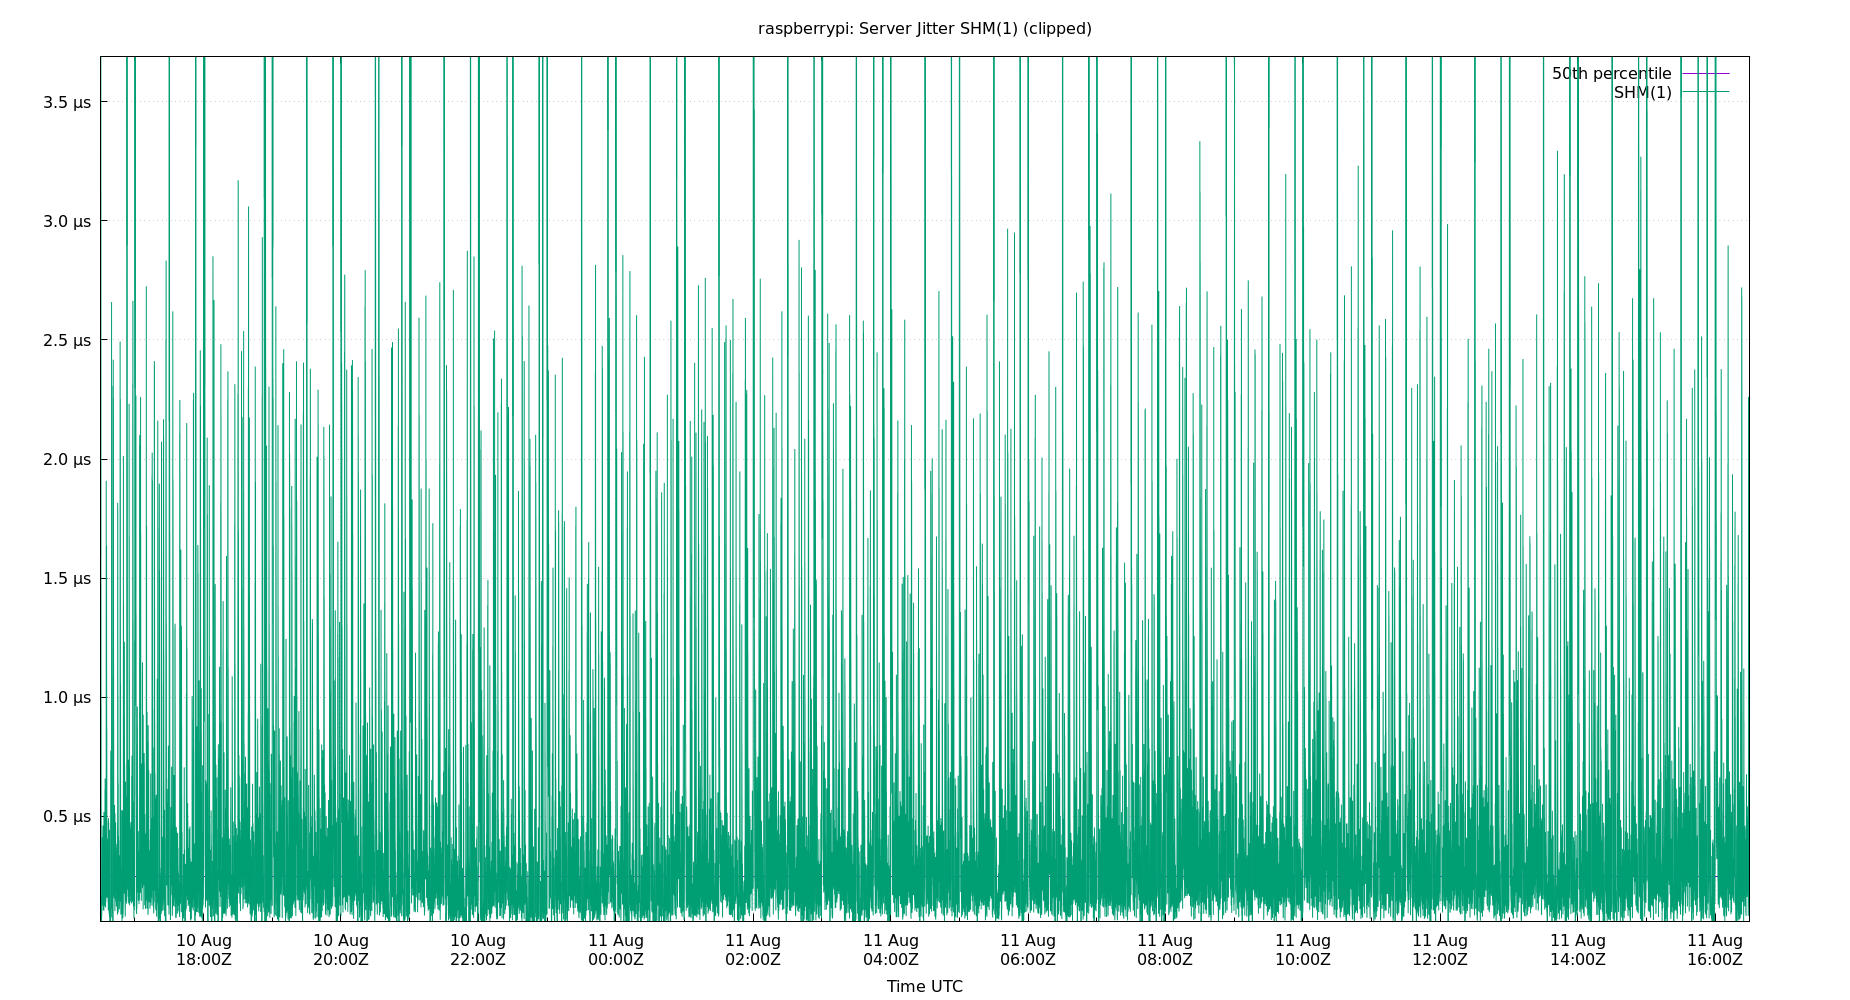 raspberrypi: Server Jitter SHM(1) (clipped)
50th percentile
SHM(1)
3.5 µs
3.0 µs
2.5 µs
2.0 µs
1.5 µs
1.0 µs
0.5 µs
10 Aug 10 Aug 10 Aug 11 Aug 11 Aug 11 Aug 11 Aug 11 Aug 11 Aug 11 Aug 11 Aug 11 Aug
18:00Z 20:00Z 22:00Z 00:00Z 02:00Z 04:00Z 06:00Z 08:00Z 10:00Z 12:00Z 14:00Z 16:00Z
Time UTC